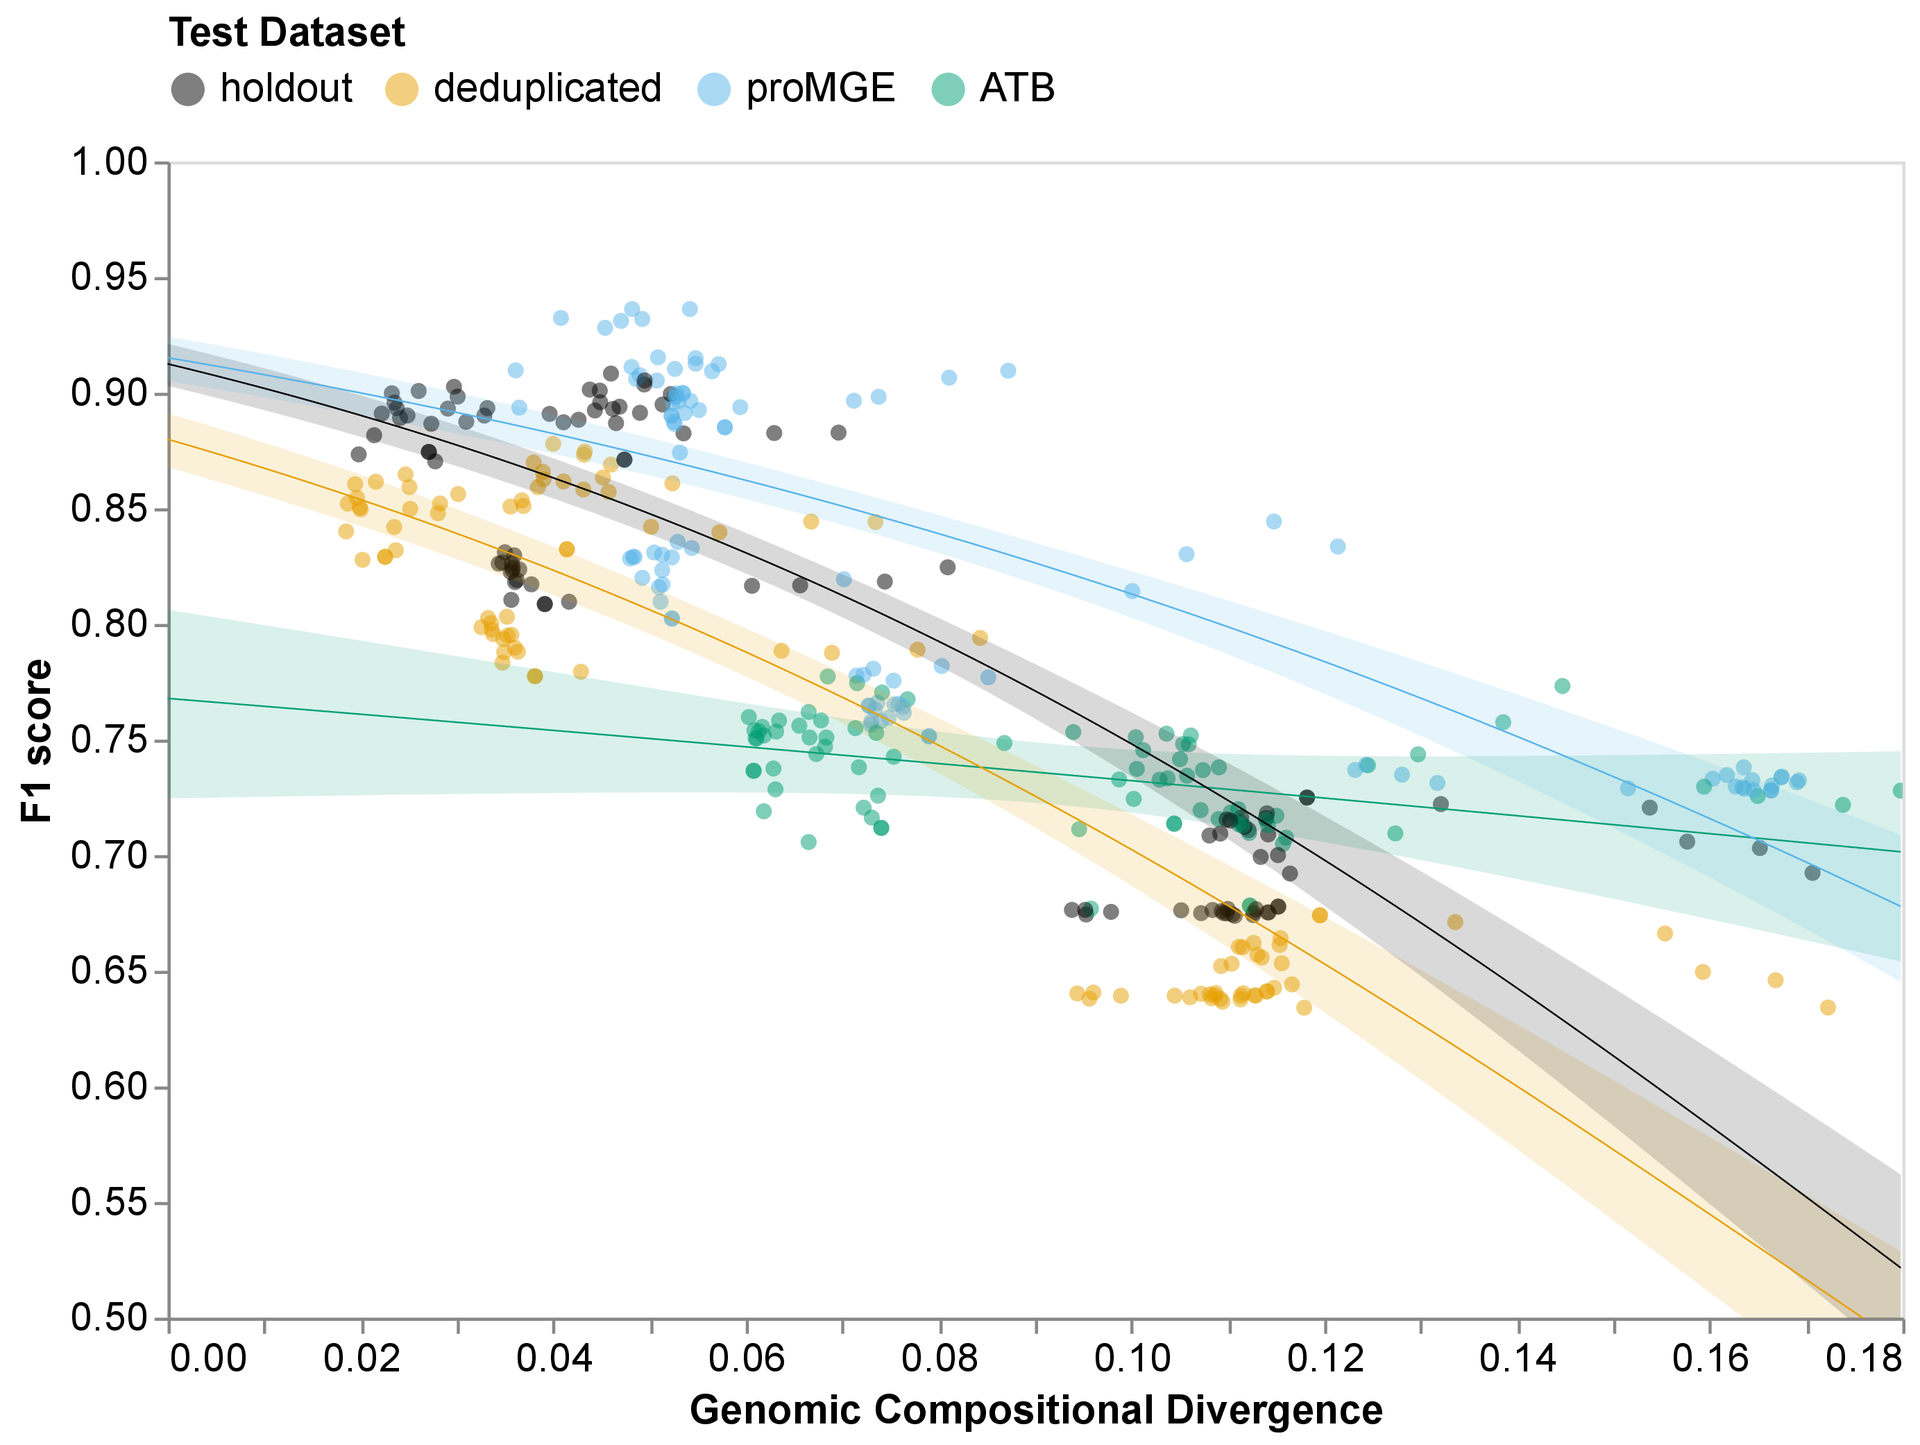 Test Dataset
holdout deduplicated proMGE ATB
1.00
0.95
0.90
0.85
0.80
0.75
0.70
0.65
0.60
0.55
0.50
F1 score
0.00 0.02 0.04 0.06 0.08 0.10 0.12 0.14 0.16 0.18
Genomic Compositional Divergence